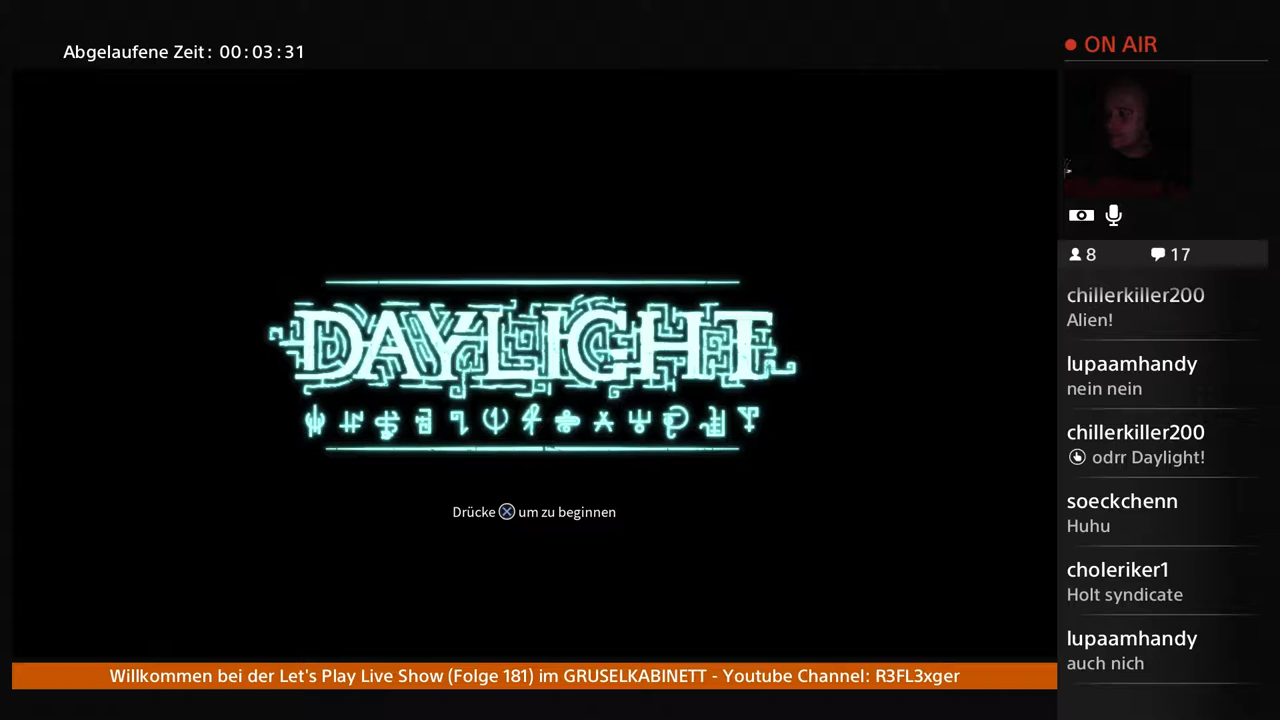 Abgelaufene Zeit: 00:03:31
ON AIR
8 17
chillerkiller200
Alien!
lupaamhandy
nein nein
chillerkiller200
odrr Daylight!
soeckchenn
Huhu
choleriker1
Holt syndicate
lupaamhandy
auch nich
DAYLIGHT
Drücke um zu beginnen
Willkommen bei der Let's Play Live Show (Folge 181) im GRUSELKABINETT - Youtube Channel: R3FL3xger